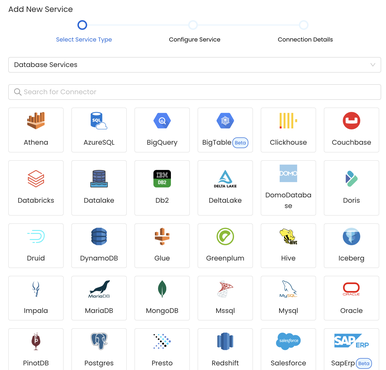 Add New Service
Select Service Type
Configure Service
Connection Details
Database Services
Search for Connector
Athena
AzureSQL
BigQuery
BigTable Beta
Clickhouse
Couchbase
Databricks
Datalake
IBM
DB2
Db2
DELTA LAKE
DeltaLake
DOMO
DomoDataba
se
Doris
Druid
DynamoDB
Glue
Greenplum
HIVE
Hive
Iceberg
Impala
MariaDB
MariaDB
MongoDB
Mssql
MySQL
Mysql
ORACLE
Oracle
PinotDB
Postgres
Presto
Redshift
salesforce
Salesforce
SAP ERP
SapErp Beta